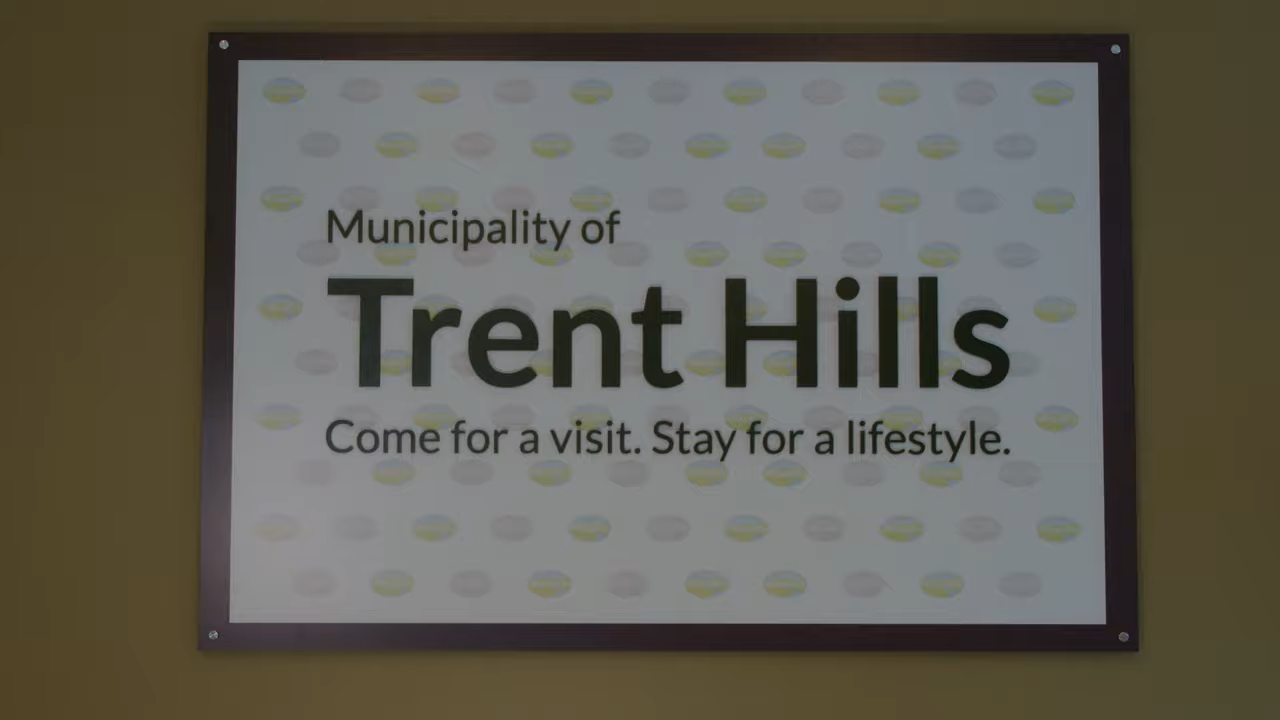 Municipality of
Trent Hills
Come for a visit. Stay for a lifestyle.